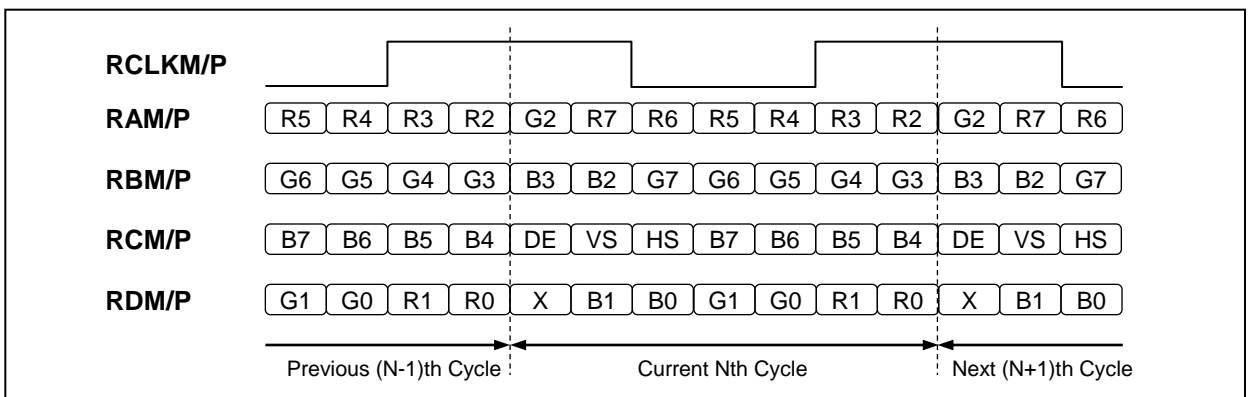 RCLKM/P
RAM/P R5 R4 R3 R2 G2 R7 R6 R5 R4 R3 R2 G2 R7 R6
RBM/P G6 G5 G4 G3 B3 B2 G7 G6 G5 G4 G3 B3 B2 G7
RCM/P B7 B6 B5 B4 DE VS HS B7 B6 B5 B4 DE VS HS
RDM/P G1 G0 R1 R0 X B1 B0 G1 G0 R1 R0 X B1 B0
Previous (N-1)th Cycle Current Nth Cycle Next (N+1)th Cycle